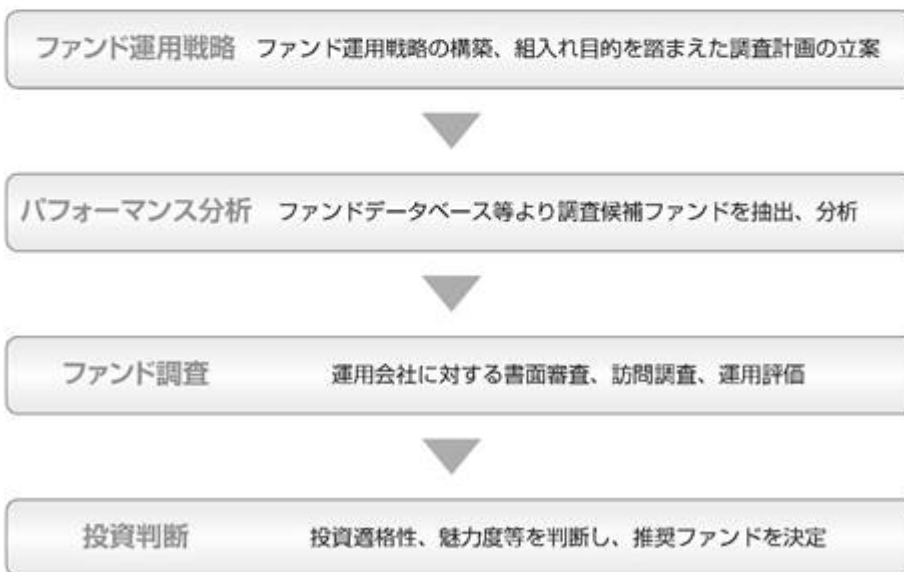 ファンド運用戦略 ファンド運用戦略の構築、組入れ目的を踏まえた調査計画の立案
パフォーマンス分析 ファンドデータベース等より調査候補ファンドを抽出、分析
ファンド調査 運用会社に対する書面審査、訪問調査、運用評価
投資判断 投資適格性、魅力度等を判断し、推奨ファンドを決定